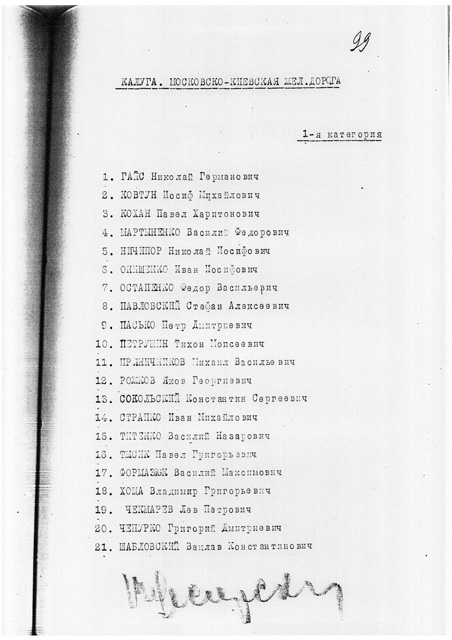 99
КАЛУГА. МОСКОВСКО-КИЕВСКАЯ ЖЕЛ.ДОРОГА
1-я категория
1. ГАЙС Николай Германович
2. КОВТУН Иосиф Михайлович
3. КОХАН Павел Харитонович
4. МАРТЫНЕНКО Василий Федорович
5. НИЧИПОР Николай Иосифович
6. ОНИЩЕНКО Иван Иосифович
7. ОСТАПЕНКО Федор Васильевич
8. ПАВЛОВСКИЙ Стефан Алексеевич
9. ПАСЬКО Петр Дмитриевич
10. ПЕТРУШИН Тихон Моисеевич
11. ПРЯНИЧНИКОВ Михаил Васильевич
12. РОЖКОВ Яков Георгиевич
13. СОКОЛЬСКИЙ Константин Сергеевич
14. СТРАПКО Иван Михайлович
15. ТИТЕНКО Василий Назарович
16. Павел Григорьевич
17. ФОРМАЗЮК Василий Максимович
18. ХОША Владимир Григорьевич
19. ЧЕКМАРЕВ Лев Петрович
20. ЧЕПУРКО Григорий Дмитриевич
21. ШАБЛОВСКИЙ Вацлав Константинович